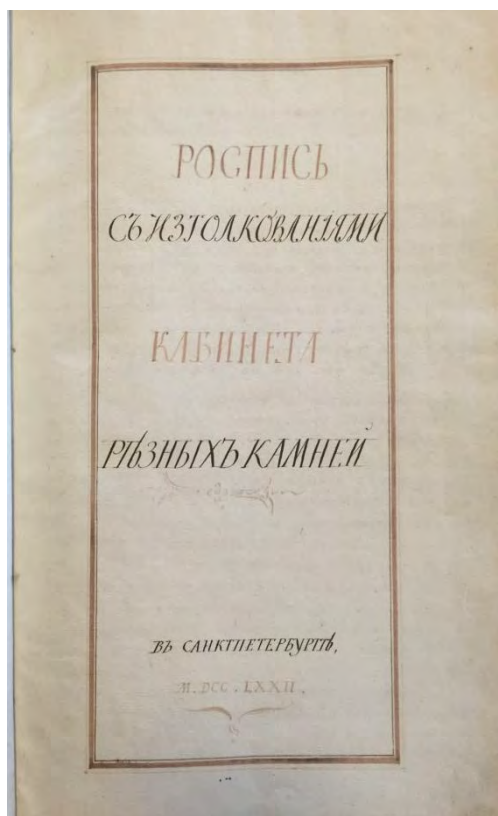 РОСПИСЬ
СЪ ИЗТОЛКОВАНІЯМИ
КАБИНЕТА
РѢЗНЫХЪ КАМНЕЙ
ВЪ САНКТПЕТЕРБУРГѢ,
M.DCC.LXXII.